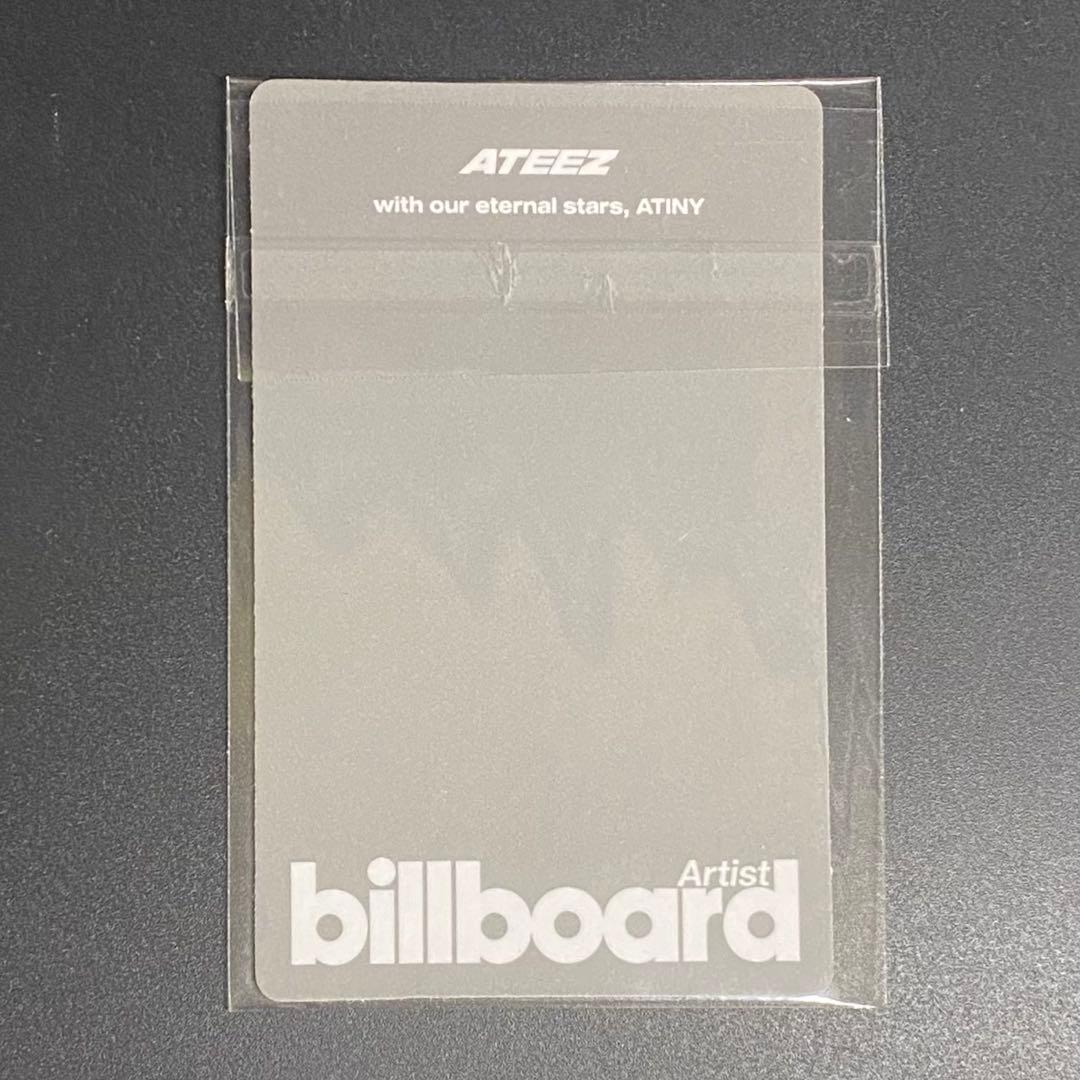 ATEEZ
with our eternal stars, ATINY
Artist
billboard